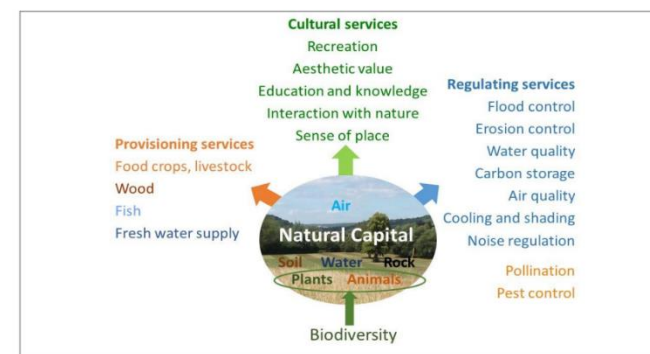 Cultural services
Recreation
Aesthetic value
Education and knowledge
Interaction with nature
Sense of place
Regulating services
Flood control
Erosion control
Water quality
Carbon storage
Air quality
Cooling and shading
Noise regulation
Pollination
Pest control
Provisioning services
Food crops, livestock
Wood
Fish
Fresh water supply
Air
Natural Capital
Soil Water Rock
Plants Animals
Biodiversity